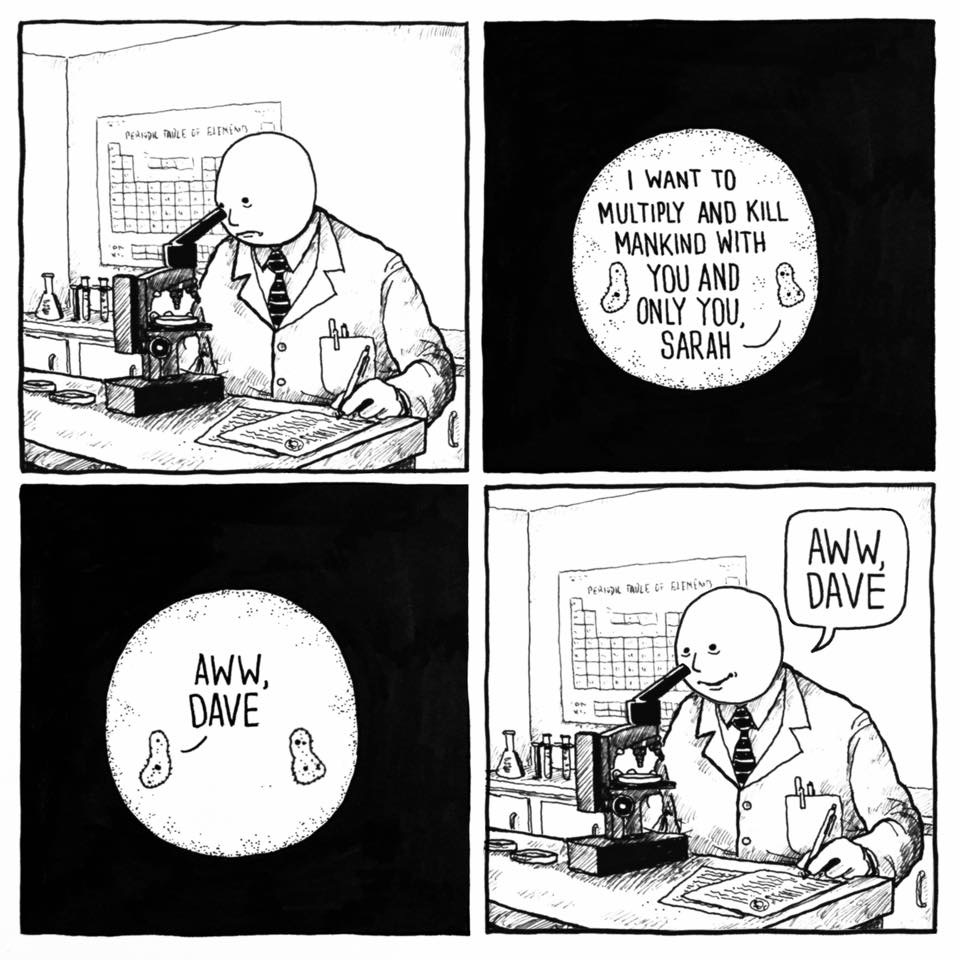 PERIODIC TABLE OF ELEMENTS
I WANT TO
MULTIPLY AND KILL
MANKIND WITH
YOU AND
ONLY YOU,
SARAH
AWW,
DAVE
PERIODIC TABLE OF ELEMENTS
AWW,
DAVE